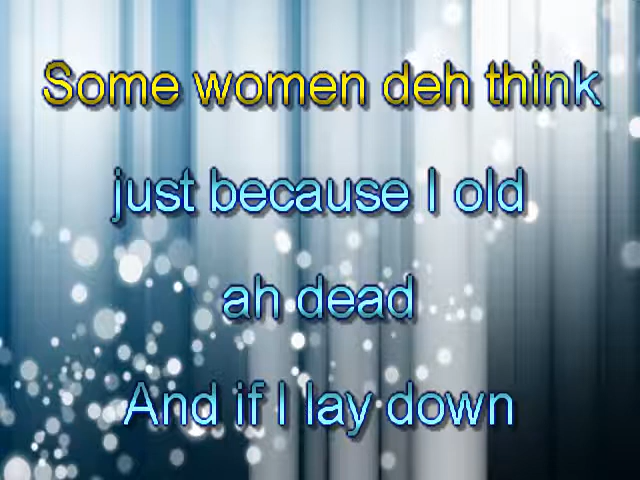 Some women deh think
just because I old
ah dead
And if I lay down